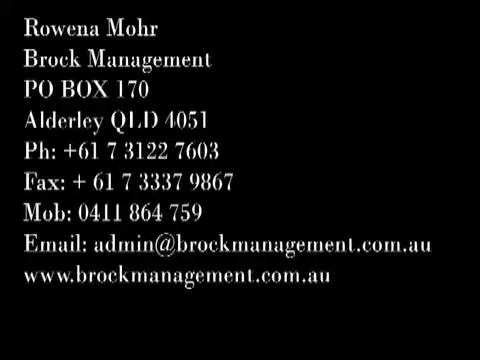 Rowena Mohr
Brock Management
PO BOX 170
Alderley QLD 4051
Ph: +61 7 3122 7603
Fax: + 61 7 3337 9867
Mob: 0411 864 759
Email: admin@brockmanagement.com.au
www.brockmanagement.com.au